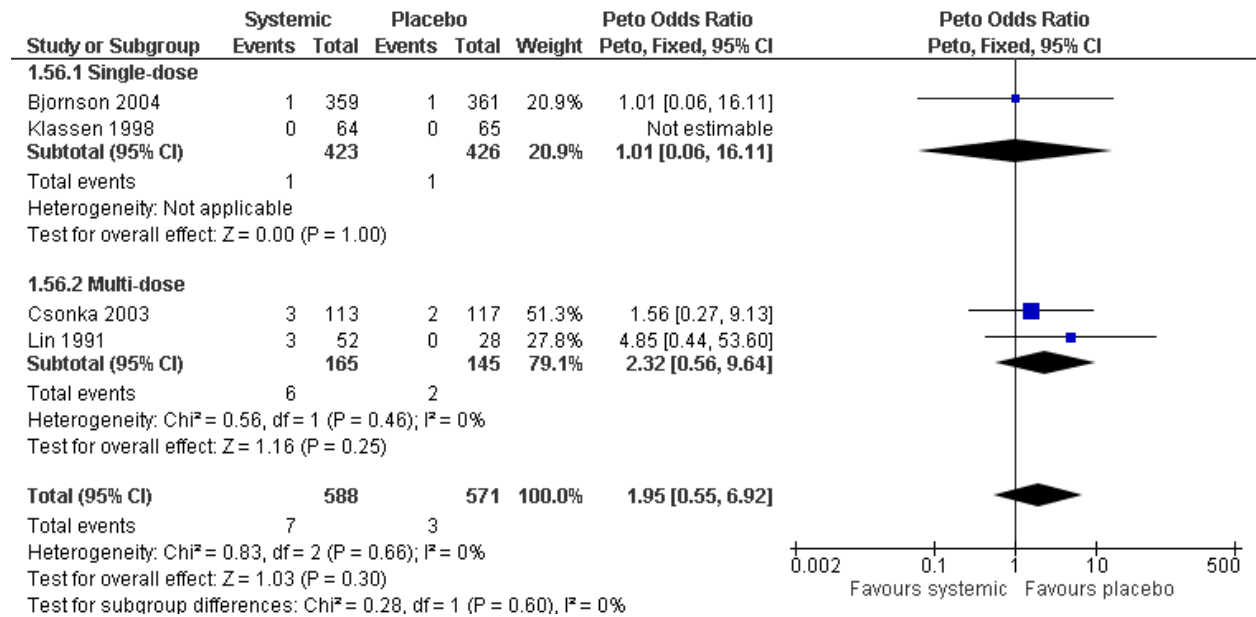 Systemic Placebo Peto Odds Ratio Peto Odds Ratio
Study or Subgroup Events Total Events Total Weight Peto, Fixed, 95% CI Peto, Fixed, 95% CI
1.56.1 Single-dose
Bjornson 2004 1 359 1 361 20.9% 1.01 [0.06, 16.11]
Klassen 1998 0 64 0 65 Not estimable
Subtotal (95% CI) 423 426 20.9% 1.01 [0.06, 16.11]
Total events 1 1
Heterogeneity: Not applicable
Test for overall effect: Z = 0.00 (P = 1.00)
1.56.2 Multi-dose
Csonka 2003 3 113 2 117 51.3% 1.56 [0.27, 9.13]
Lin 1991 3 52 0 28 27.8% 4.85 [0.44, 53.60]
Subtotal (95% CI) 165 145 79.1% 2.32 [0.56, 9.64]
Total events 6 2
Heterogeneity: Chi² = 0.56, df = 1 (P = 0.46); I² = 0%
Test for overall effect: Z = 1.16 (P = 0.25)
Total (95% CI) 588 571 100.0% 1.95 [0.55, 6.92]
Total events 7 3
Heterogeneity: Chi² = 0.83, df = 2 (P = 0.66); I² = 0%
Test for overall effect: Z = 1.03 (P = 0.30)
Test for subgroup differences: Chi² = 0.28, df = 1 (P = 0.60), I² = 0%
0.002 0.1 1 10 500
Favours systemic Favours placebo